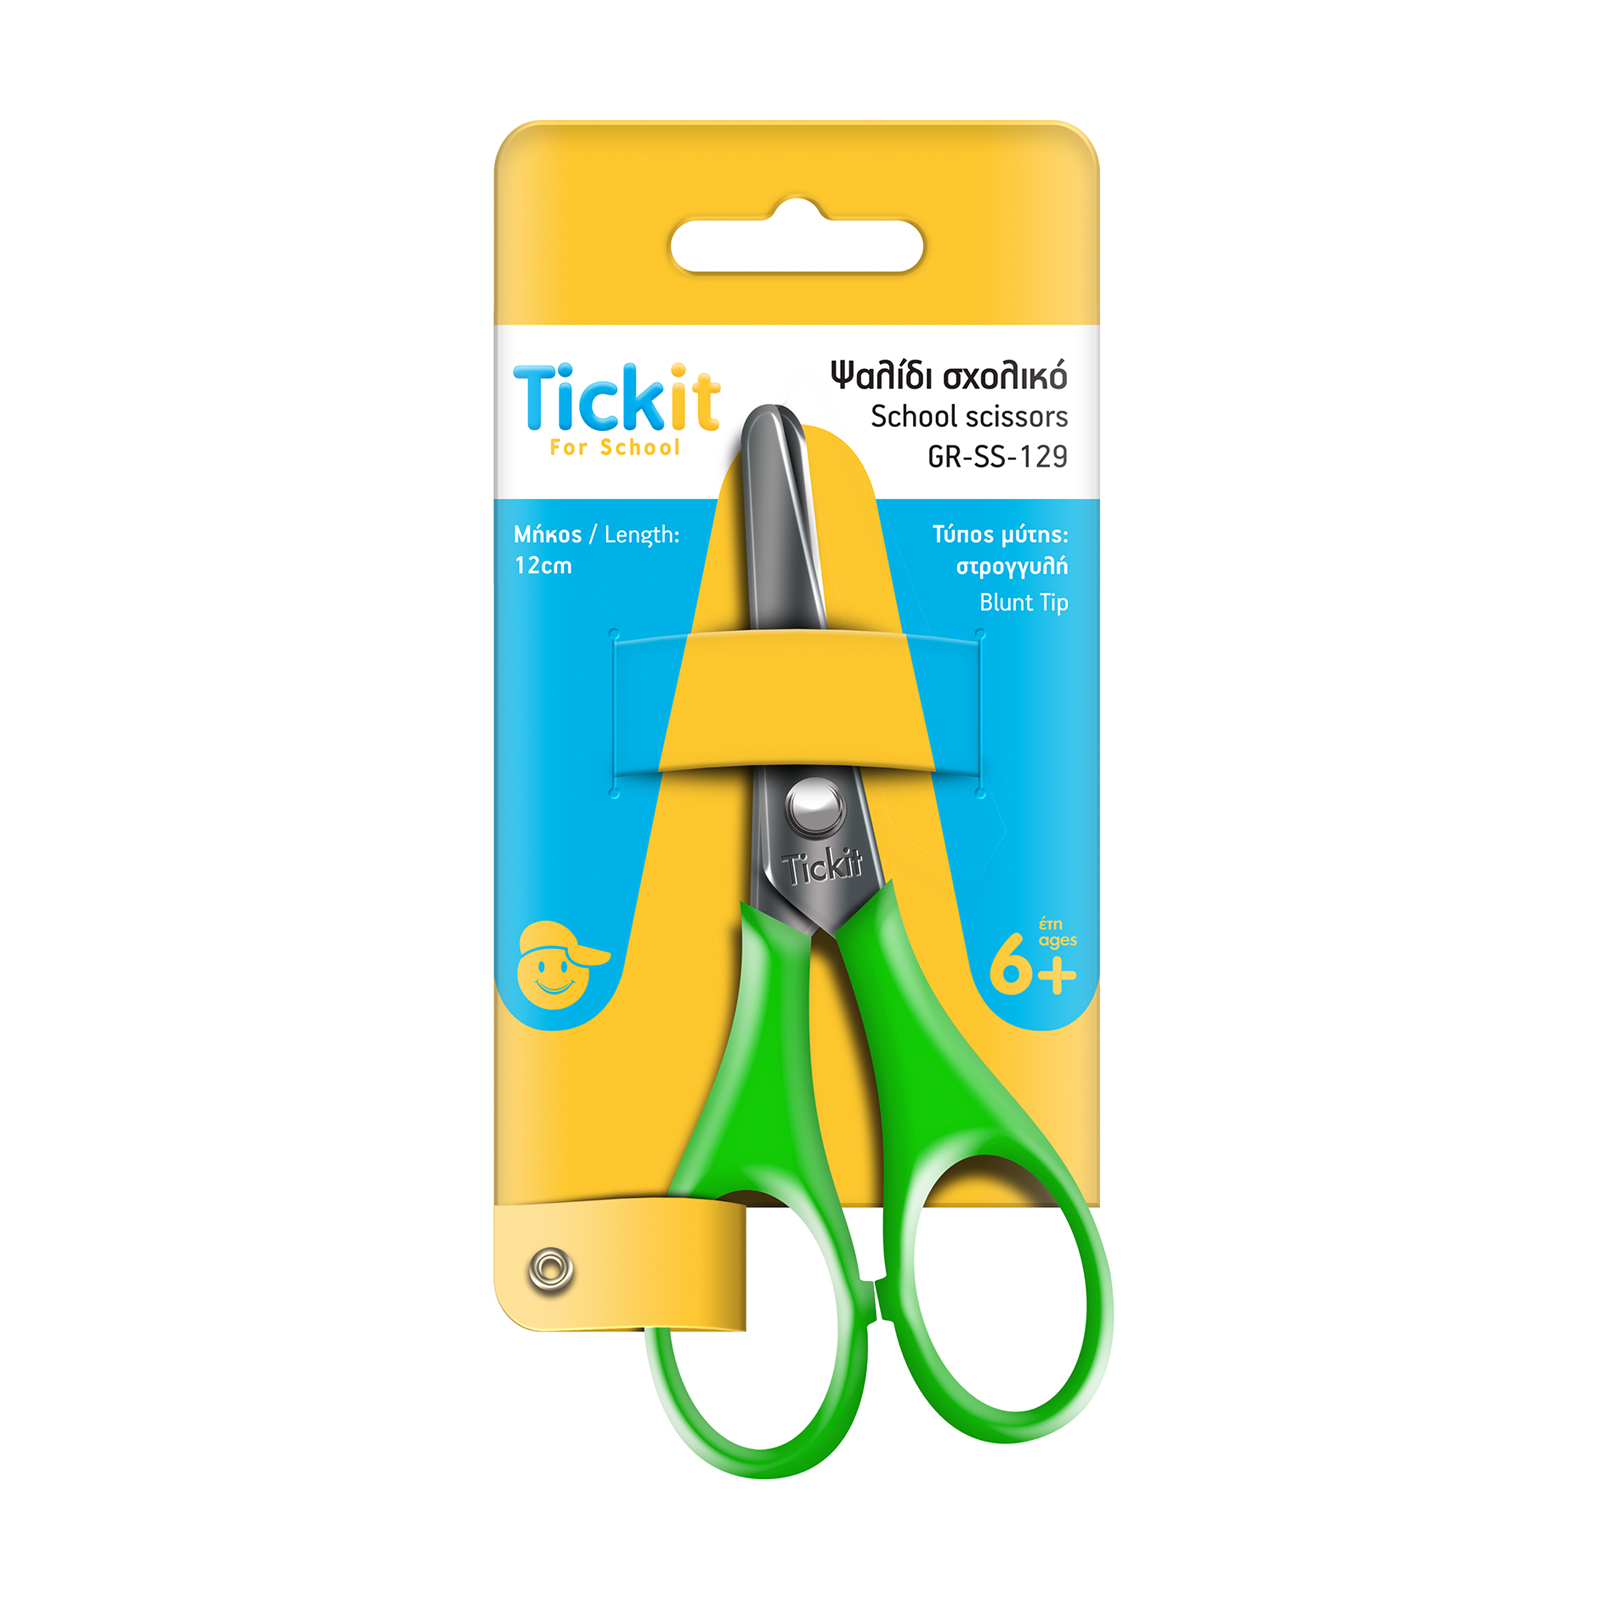 Tickit
For School
Ψαλίδι σχολικό
School scissors
GR-SS-129
Μήκος / Length:
12cm
Τύπος μύτης:
στρογγυλή
Blunt Tip
Tickit
έτη
ages
6+